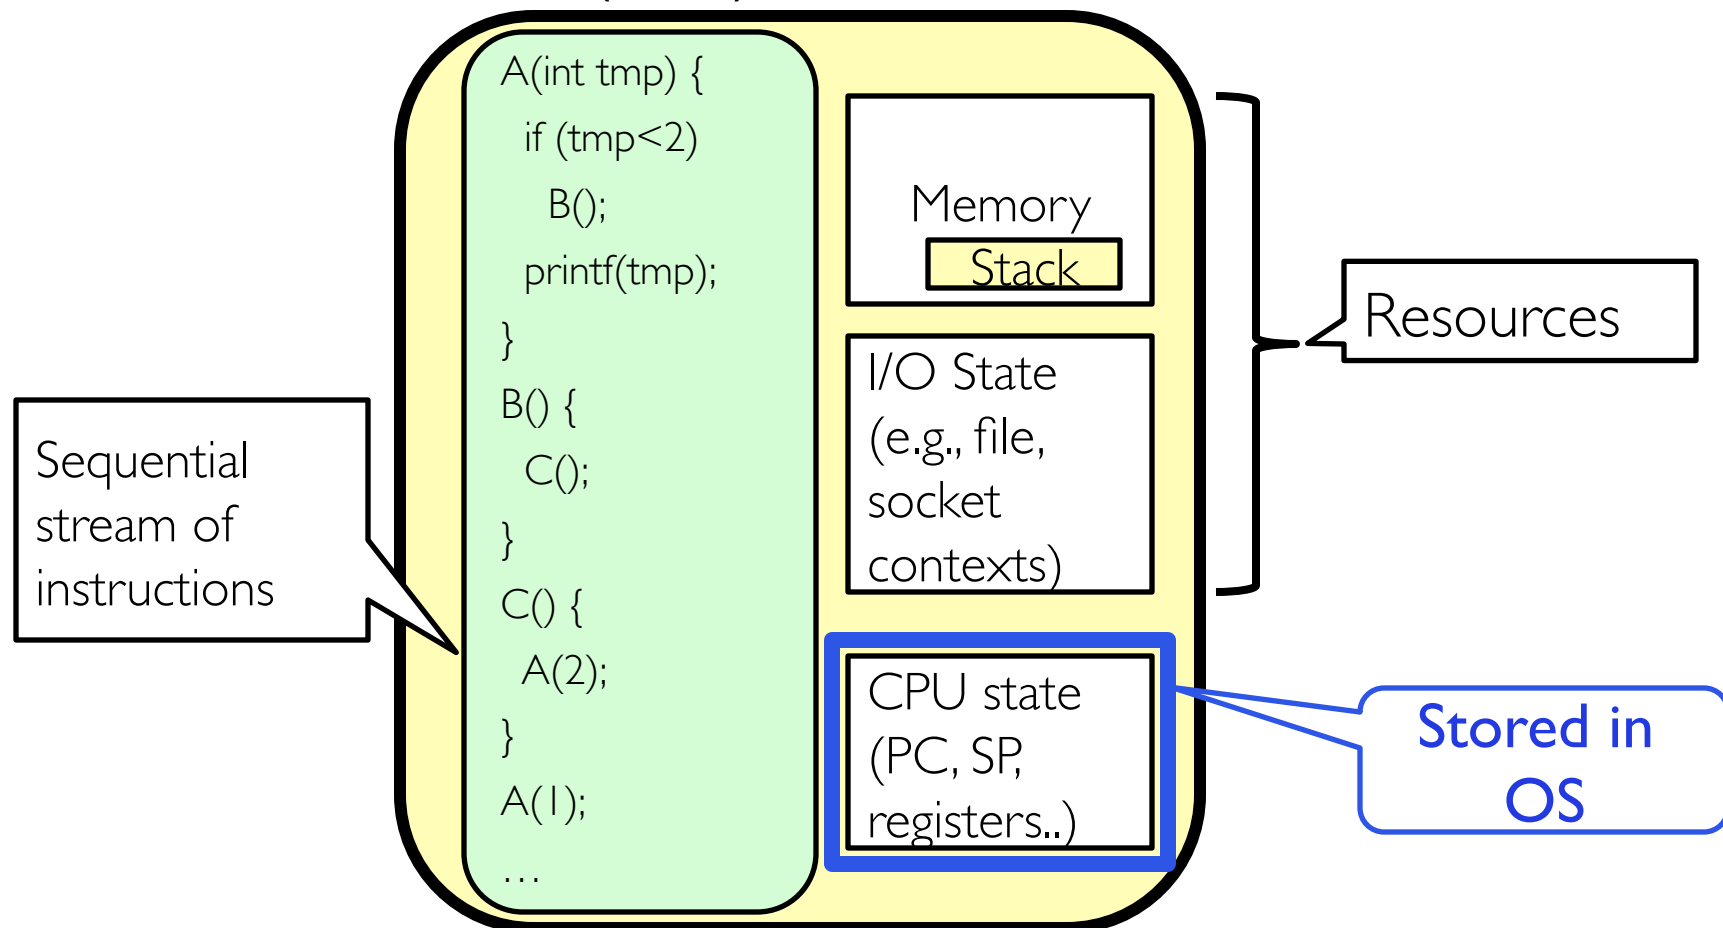 A(int tmp) {
if (tmp<2)
B();
printf(tmp);
}
B() {
C();
}
C() {
A(2);
}
A(1);
…
Sequential
stream of
instructions
Memory
Stack
I/O State
(e.g., file,
socket
contexts)
CPU state
(PC, SP,
registers..)
Resources
Stored in
OS